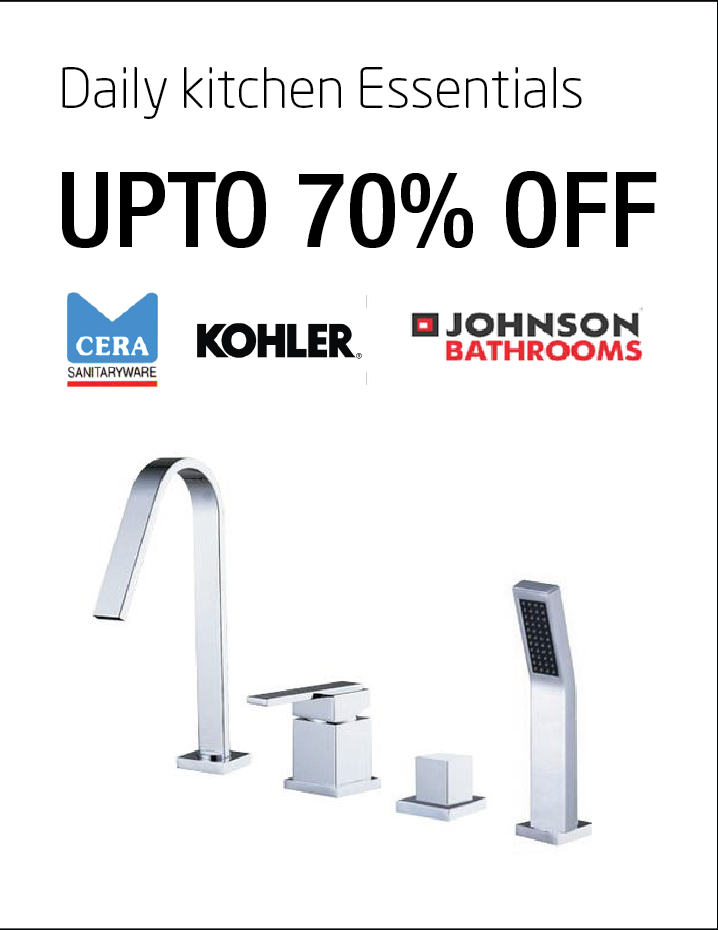 Daily kitchen Essentials
UPTO 70% OFF
CERA
SANITARYWARE
KOHLER®
JOHNSON
BATHROOMS